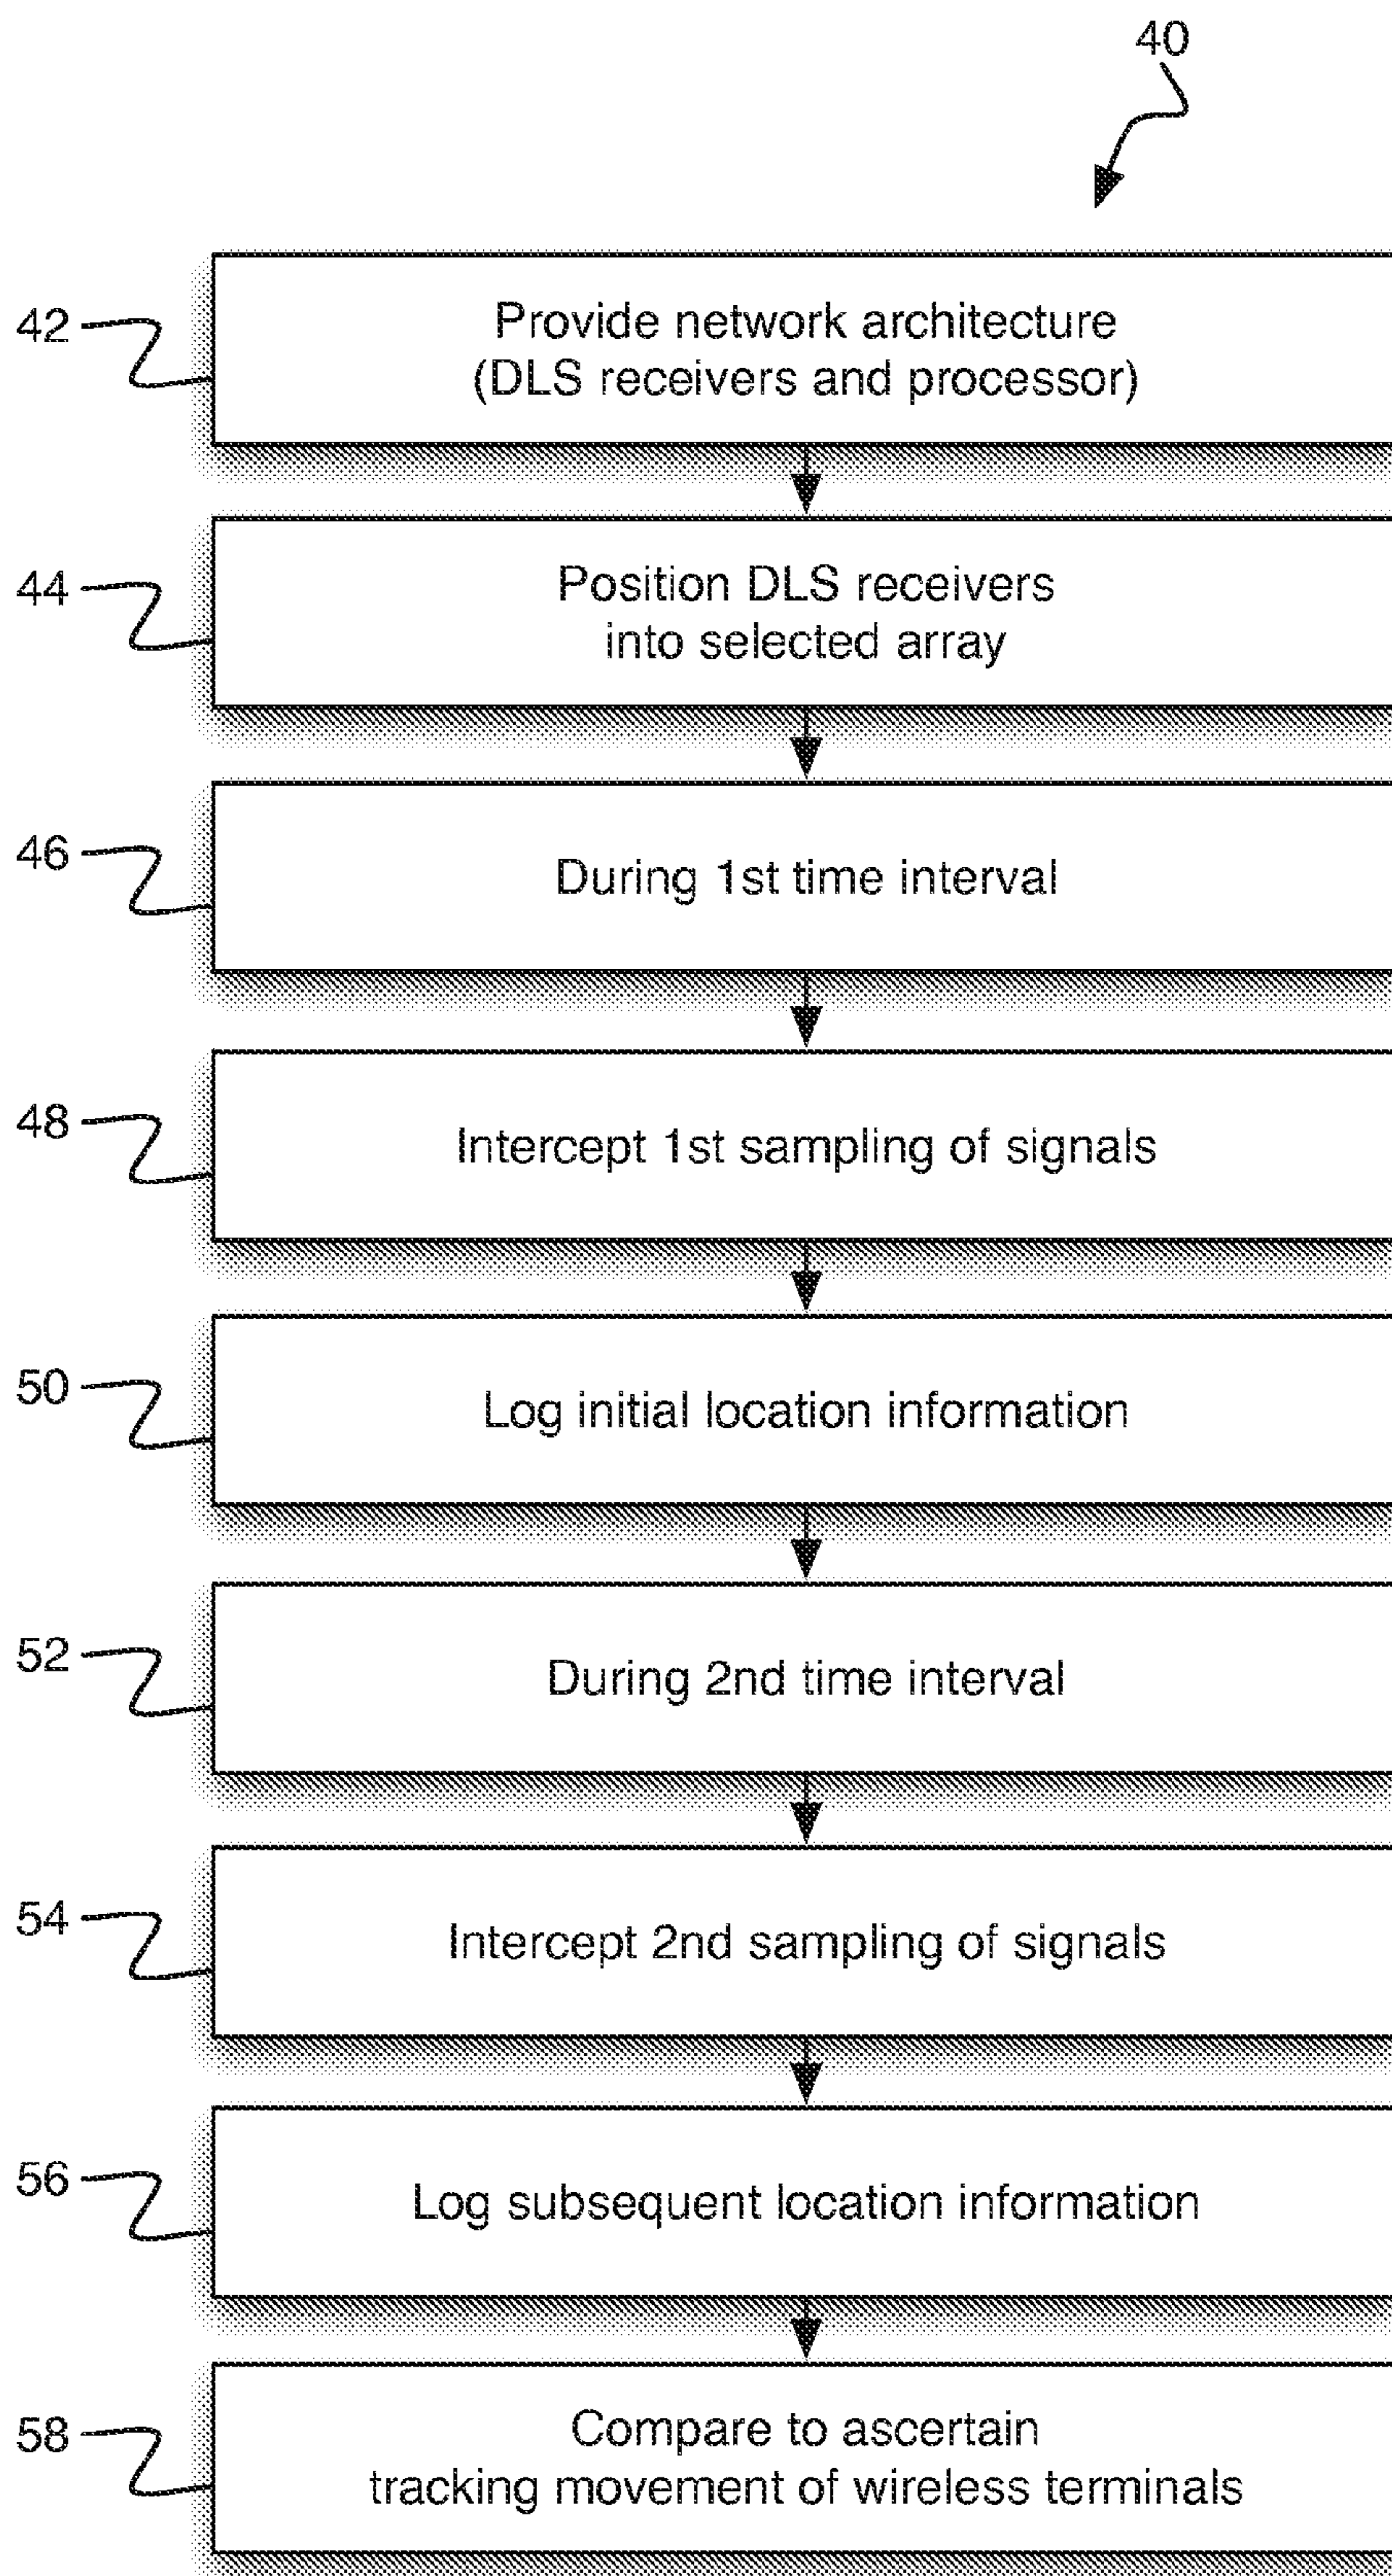 40
42
Provide network architecture
(DLS receivers and processor)
44
Position DLS receivers
into selected array
46
During 1st time interval
48
Intercept 1st sampling of signals
50
Log initial location information
52
During 2nd time interval
54
Intercept 2nd sampling of signals
56
Log subsequent location information
58
Compare to ascertain
tracking movement of wireless terminals